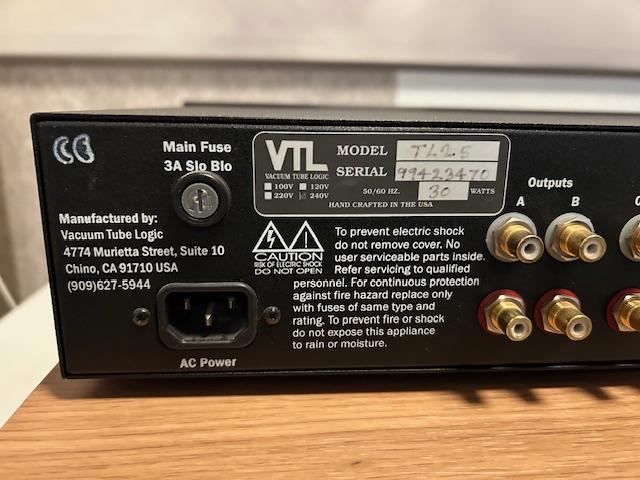 CE
Main Fuse
3A Slo Blo
VTL
VACUUM TUBE LOGIC
MODEL TL2.5
SERIAL 99423470
100V 120V
220V 240V
50/60 HZ. 30 WATTS
HAND CRAFTED IN THE USA
Manufactured by:
Vacuum Tube Logic
4774 Murietta Street, Suite 10
Chino, CA 91710 USA
(909)627-5944
CAUTION
RISK OF ELECTRIC SHOCK
DO NOT OPEN
To prevent electric shock
do not remove cover. No
user serviceable parts inside.
Refer servicing to qualified
personnel. For continuous protection
against fire hazard replace only
with fuses of same type and
rating. To prevent fire or shock
do not expose this appliance
to rain or moisture.
AC Power
Outputs
A B